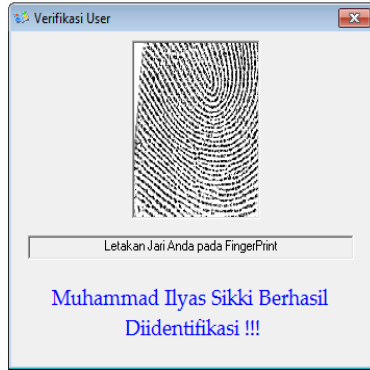 Verifikasi User
Letakan Jari Anda pada FingerPrint
Muhammad Ilyas Sikki Berhasil
Diidentifikasi !!!